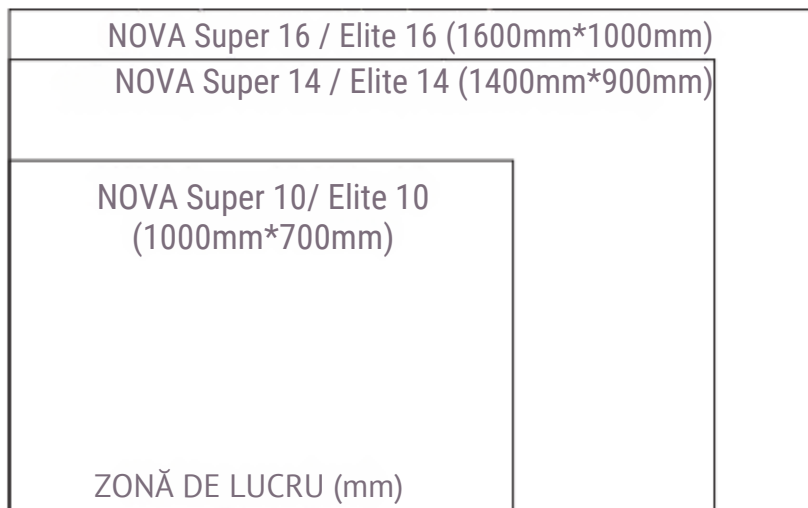 NOVA Super 16 / Elite 16 (1600mm*1000mm)
NOVA Super 14 / Elite 14 (1400mm*900mm)
NOVA Super 10/ Elite 10
(1000mm*700mm)
ZONĂ DE LUCRU (mm)